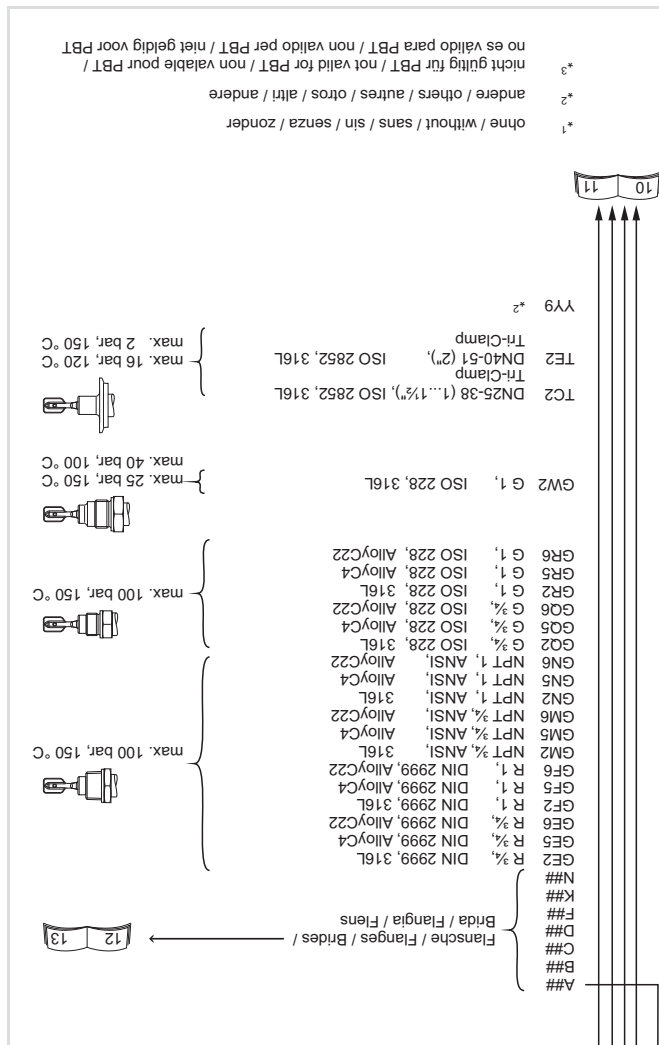 A##
B##
C##
D##
F##
K##
N##
Flansche / Flanges / Brides /
Brida / Flangia / Flens
12 13
GE2 R ¾, DIN 2999, 316L
GE5 R ¾, DIN 2999, AlloyC4
GE6 R ¾, DIN 2999, AlloyC22
GF2 R 1, DIN 2999, 316L
GF5 R 1, DIN 2999, AlloyC4
GF6 R 1, DIN 2999, AlloyC22
GM2 NPT ¾, ANSI, 316L
GM5 NPT ¾, ANSI, AlloyC4
GM6 NPT ¾, ANSI, AlloyC22
GN2 NPT 1, ANSI, 316L
GN5 NPT 1, ANSI, AlloyC4
GN6 NPT 1, ANSI, AlloyC22
max. 100 bar, 150 °C
GQ2 G ¾, ISO 228, 316L
GQ5 G ¾, ISO 228, AlloyC4
GQ6 G ¾, ISO 228, AlloyC22
GR2 G 1, ISO 228, 316L
GR5 G 1, ISO 228, AlloyC4
GR6 G 1, ISO 228, AlloyC22
max. 100 bar, 150 °C
GW2 G 1, ISO 228, 316L
max. 25 bar, 150 °C
max. 40 bar, 100 °C
TC2 DN25-38 (1...1½"), ISO 2852, 316L
Tri-Clamp
TE2 DN40-51 (2"), ISO 2852, 316L
Tri-Clamp
max. 16 bar, 120 °C
max. 2 bar, 150 °C
YY9 *2
10 11
*1 ohne / without / sans / sin / senza / zonder
*2 andere / others / autres / otros / altri / andere
*3 nicht gültig für PBT / not valid for PBT / non valable pour PBT /
no es válido para PBT / non valido per PBT / niet geldig voor PBT